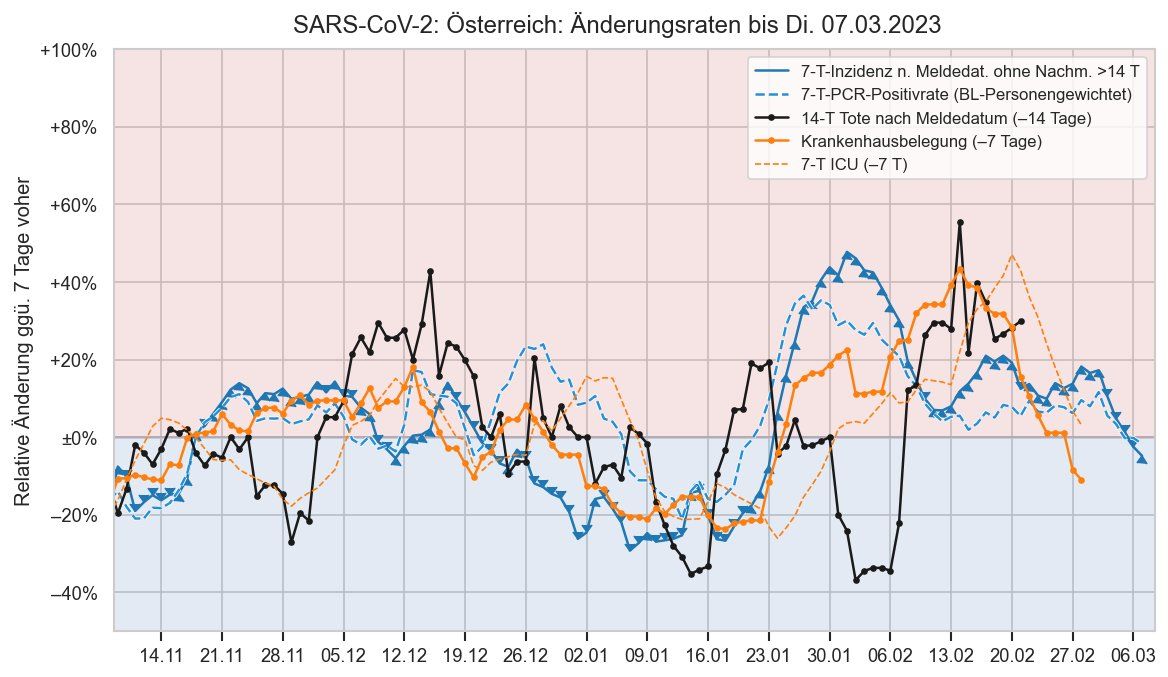 SARS-CoV-2: Österreich: Änderungsraten bis Di. 07.03.2023
Relative Änderung ggü. 7 Tage voher
+100%
+80%
+60%
+40%
+20%
±0%
–20%
–40%
7-T-Inzidenz n. Meldedat. ohne Nachm. >14 T
7-T-PCR-Positivrate (BL-Personengewichtet)
14-T Tote nach Meldedatum (–14 Tage)
Krankenhausbelegung (–7 Tage)
7-T ICU (–7 T)
14.11 21.11 28.11 05.12 12.12 19.12 26.12 02.01 09.01 16.01 23.01 30.01 06.02 13.02 20.02 27.02 06.03